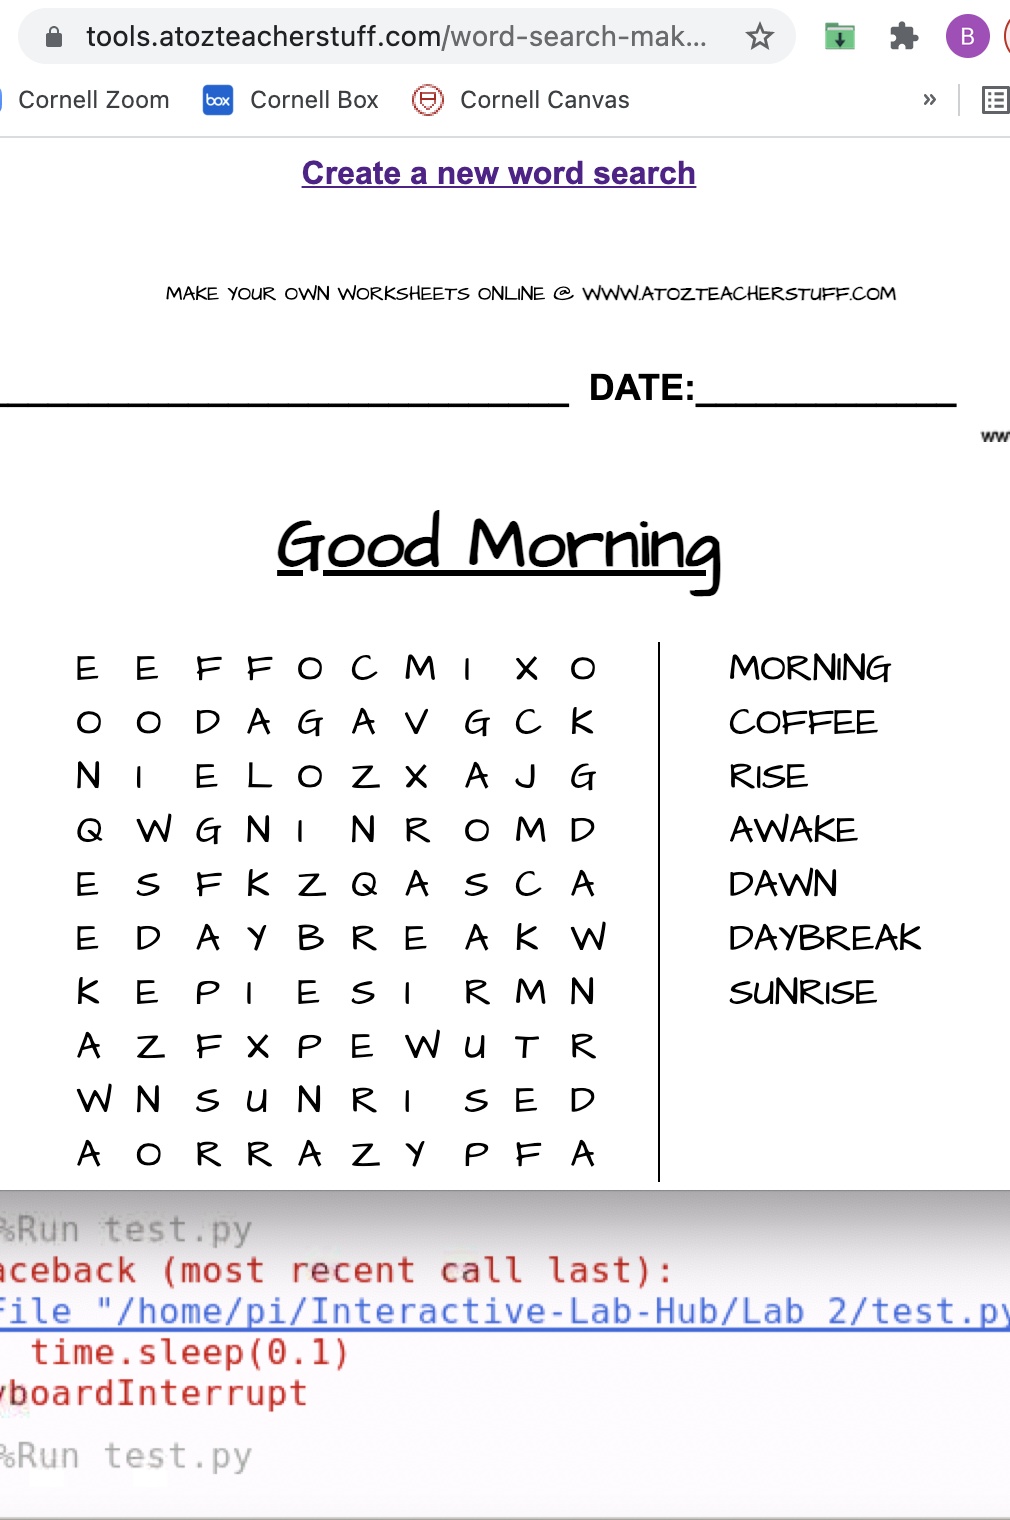 tools.atozteacherstuff.com/word-search-mak...
B
Cornell Zoom box Cornell Box Cornell Canvas »
Create a new word search
MAKE YOUR OWN WORKSHEETS ONLINE @ WWW.ATOZTEACHERSTUFF.COM
DATE:
ww
Good Morning
E E F F O C M I X O
O O D A G A V G C K
N I E L O Z X A J G
Q W G N I N R O M D
E S F K Z Q A S C A
E D A Y B R E A K W
K E P I E S I R M N
A Z F X P E W U T R
W N S U N R I S E D
A O R R A Z Y P F A
MORNING
COFFEE
RISE
AWAKE
DAWN
DAYBREAK
SUNRISE
%Run test.py
aceback (most recent call last):
File "/home/pi/Interactive-Lab-Hub/Lab 2/test.py
time.sleep(0.1)
yboardInterrupt
%Run test.py